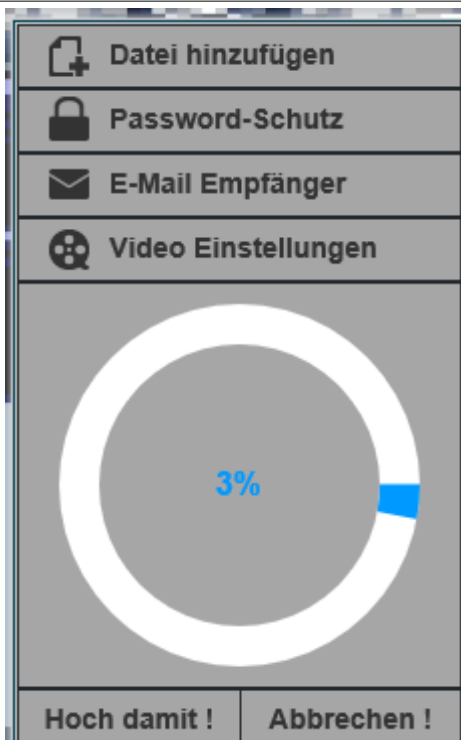 Datei hinzufügen
Password-Schutz
E-Mail Empfänger
Video Einstellungen
3%
Hoch damit !
Abbrechen !